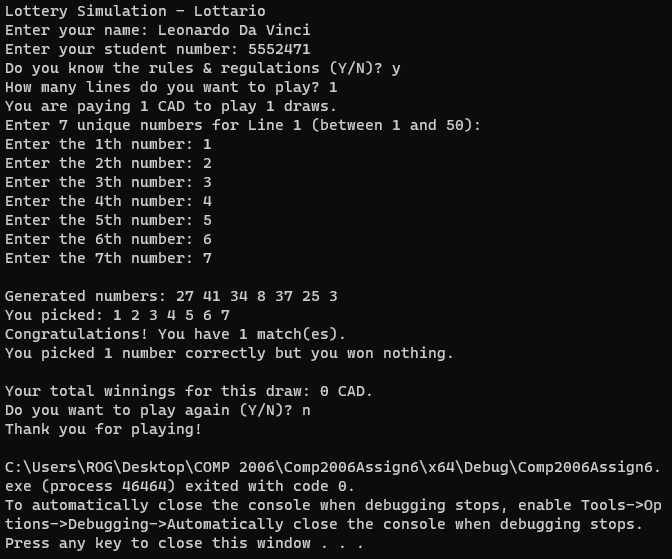 Lottery Simulation - Lottario
Enter your name: Leonardo Da Vinci
Enter your student number: 5552471
Do you know the rules & regulations (Y/N)? y
How many lines do you want to play? 1
You are paying 1 CAD to play 1 draws.
Enter 7 unique numbers for Line 1 (between 1 and 50):
Enter the 1th number: 1
Enter the 2th number: 2
Enter the 3th number: 3
Enter the 4th number: 4
Enter the 5th number: 5
Enter the 6th number: 6
Enter the 7th number: 7

Generated numbers: 27 41 34 8 37 25 3
You picked: 1 2 3 4 5 6 7
Congratulations! You have 1 match(es).
You picked 1 number correctly but you won nothing.

Your total winnings for this draw: 0 CAD.
Do you want to play again (Y/N)? n
Thank you for playing!

C:\Users\ROG\Desktop\COMP 2006\Comp2006Assign6\x64\Debug\Comp2006Assign6.
exe (process 46464) exited with code 0.
To automatically close the console when debugging stops, enable Tools->Op
tions->Debugging->Automatically close the console when debugging stops.
Press any key to close this window . . .